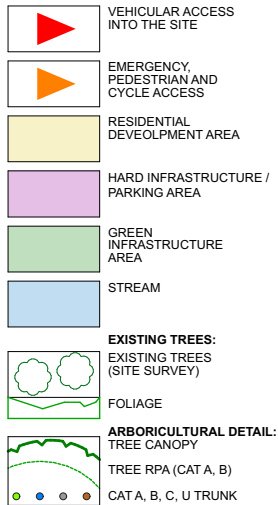 VEHICULAR ACCESS
INTO THE SITE
EMERGENCY,
PEDESTRIAN AND
CYCLE ACCESS
RESIDENTIAL
DEVEOLPMENT AREA
HARD INFRASTRUCTURE /
PARKING AREA
GREEN
INFRASTRUCTURE
AREA
STREAM
EXISTING TREES:
EXISTING TREES
(SITE SURVEY)
FOLIAGE
ARBORICULTURAL DETAIL:
TREE CANOPY
TREE RPA (CAT A, B)
CAT A, B, C, U TRUNK